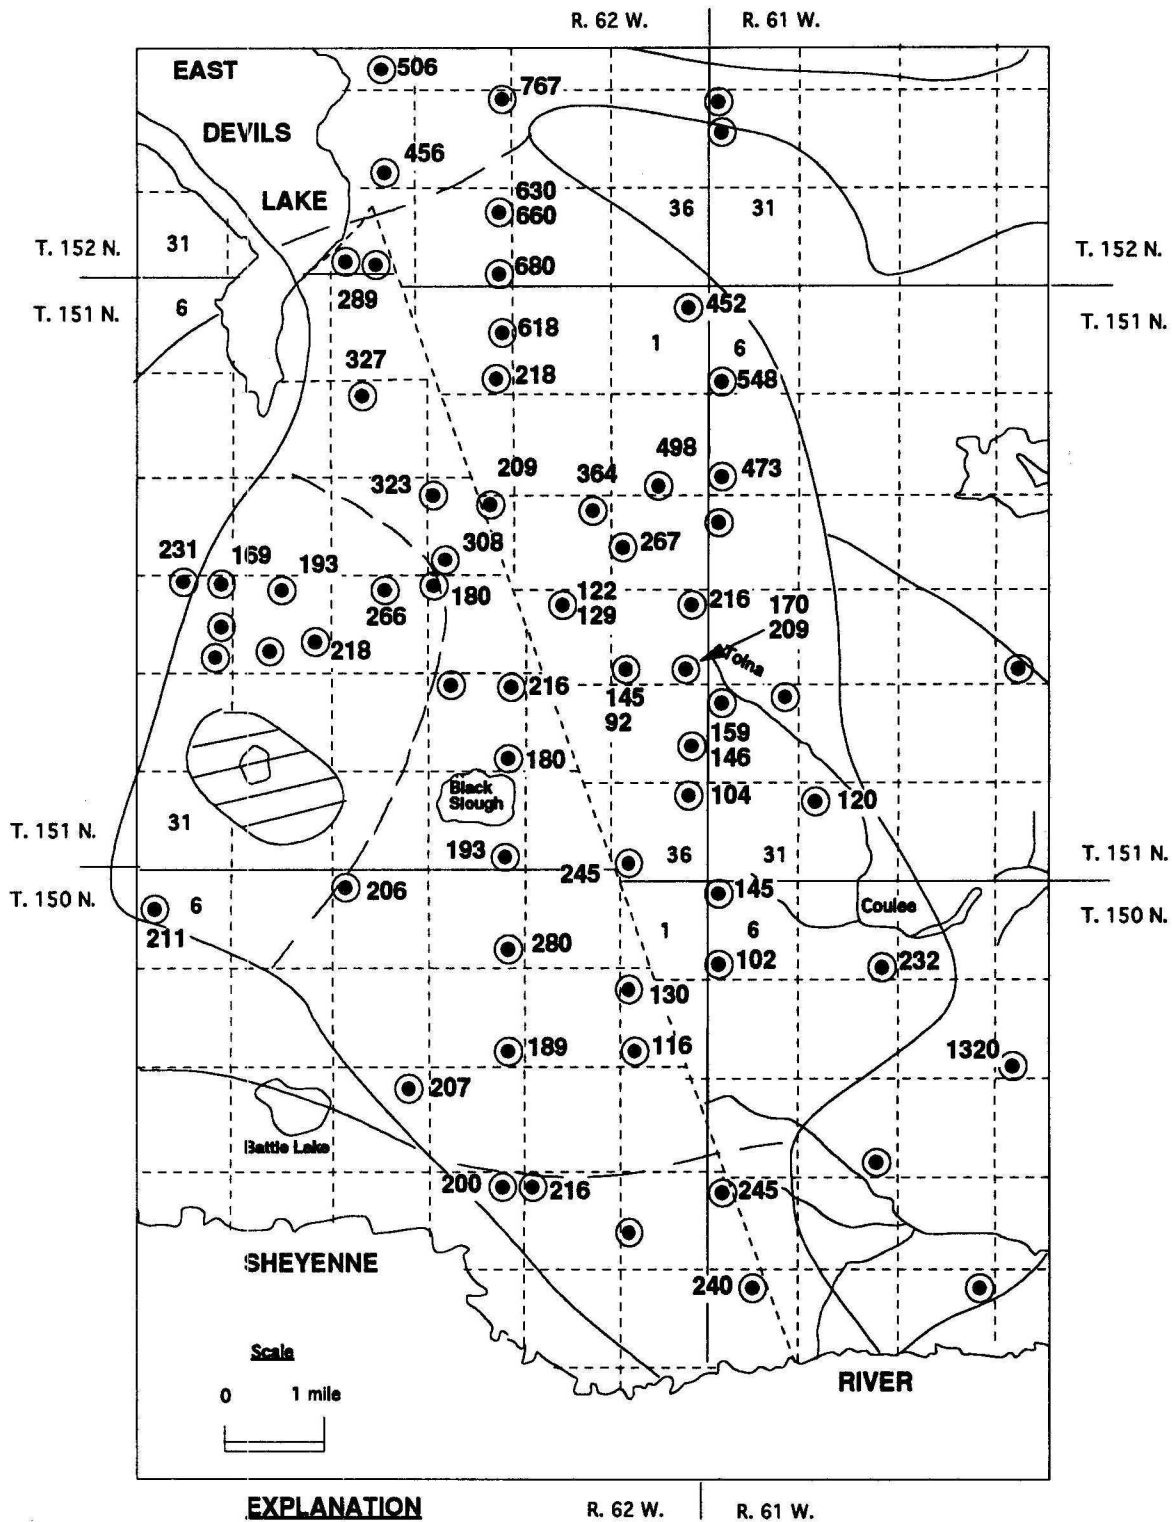 R. 62 W. R. 61 W.
EAST
506
767
DEVILS
456
LAKE
630
660
36 31
31
T. 152 N.
T. 152 N.
680
289
452
6
T. 151 N.
T. 151 N.
618
1
6
327
218
548
498
209
364
473
323
308
267
231
169
193
122
129
216
170
209
266
180
218
Tolna
216
145
92
159
146
180
Black
Slough
104
120
31
T. 151 N.
193
245
36 31
T. 151 N.
T. 150 N.
206
145
Coulee
T. 150 N.
6
211
1
6
280
102
232
130
189
116
1320
207
Battle Lake
200
216
245
SHEYENNE
240
Scale
RIVER
0 1 mile
EXPLANATION
R. 62 W. R. 61 W.